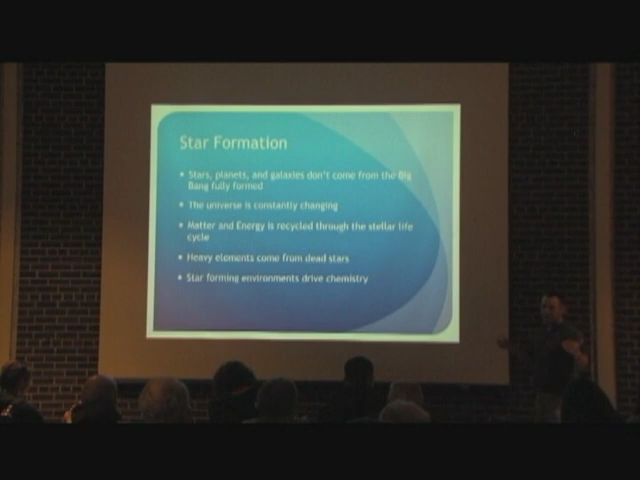 Star Formation
• Stars, planets, and galaxies don't come from the Big
Bang fully formed
• The universe is constantly changing
• Matter and Energy is recycled through the stellar life
cycle
• Heavy elements come from dead stars
• Star forming environments drive chemistry